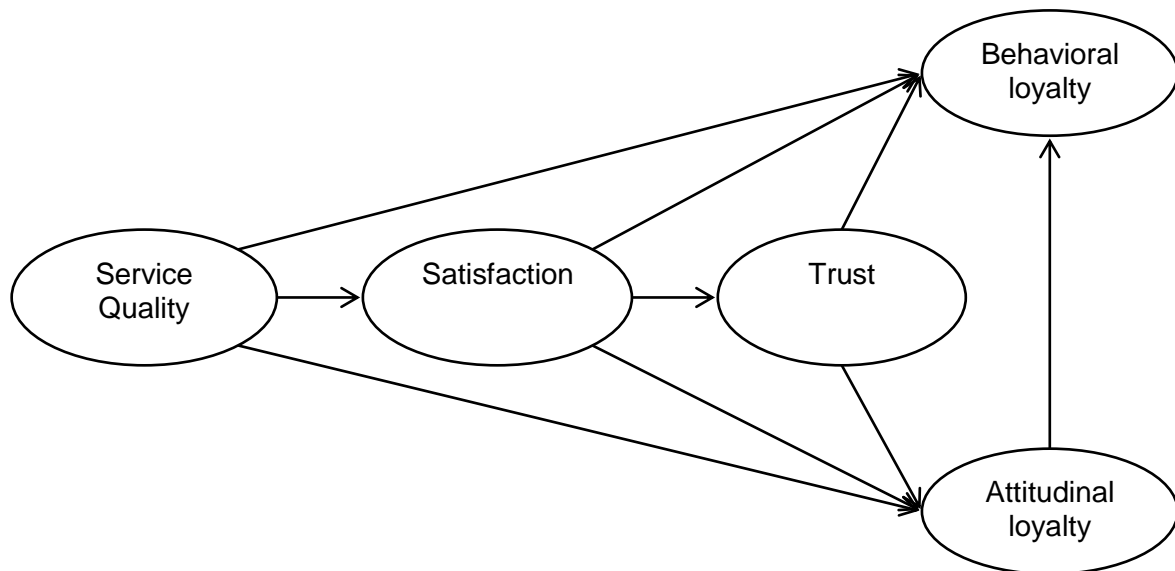 Behavioral
loyalty
Service
Quality
Satisfaction
Trust
Attitudinal
loyalty